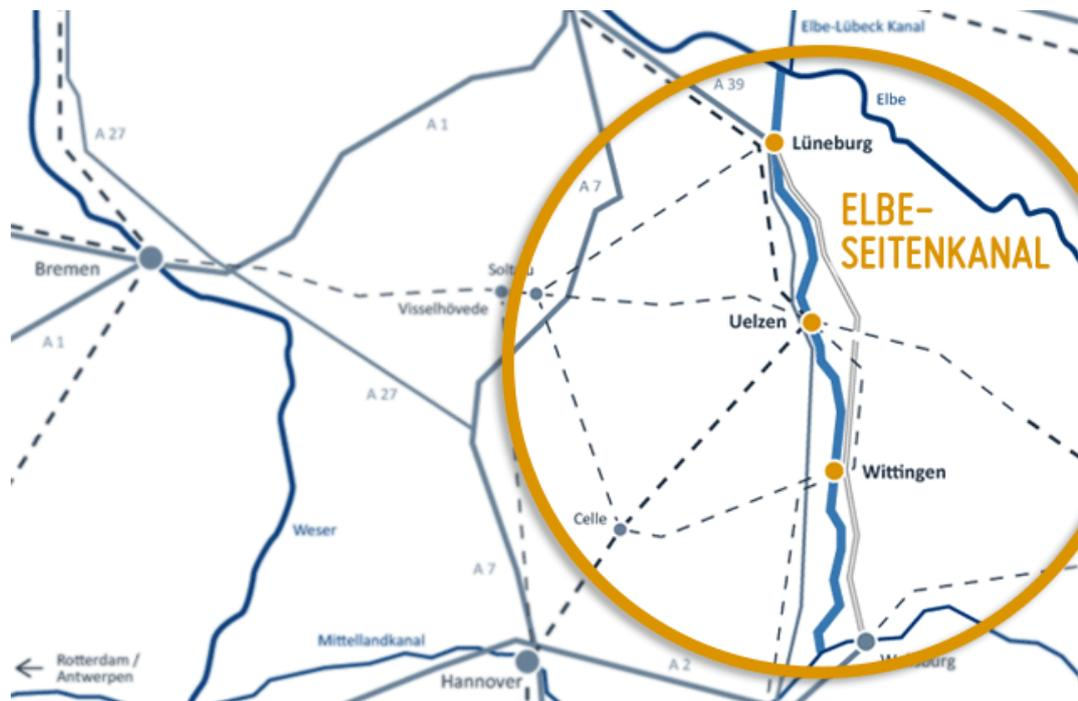 Elbe-Lübeck Kanal
A 39
Elbe
A 27
A 1
Lüneburg
A 7
ELBE-
SEITENKANAL
Bremen
Visselhövede
Uelzen
A 1
A 27
Wittingen
Celle
Weser
A 7
Mittellandkanal
Rotterdam /
Antwerpen
A 2
Hannover